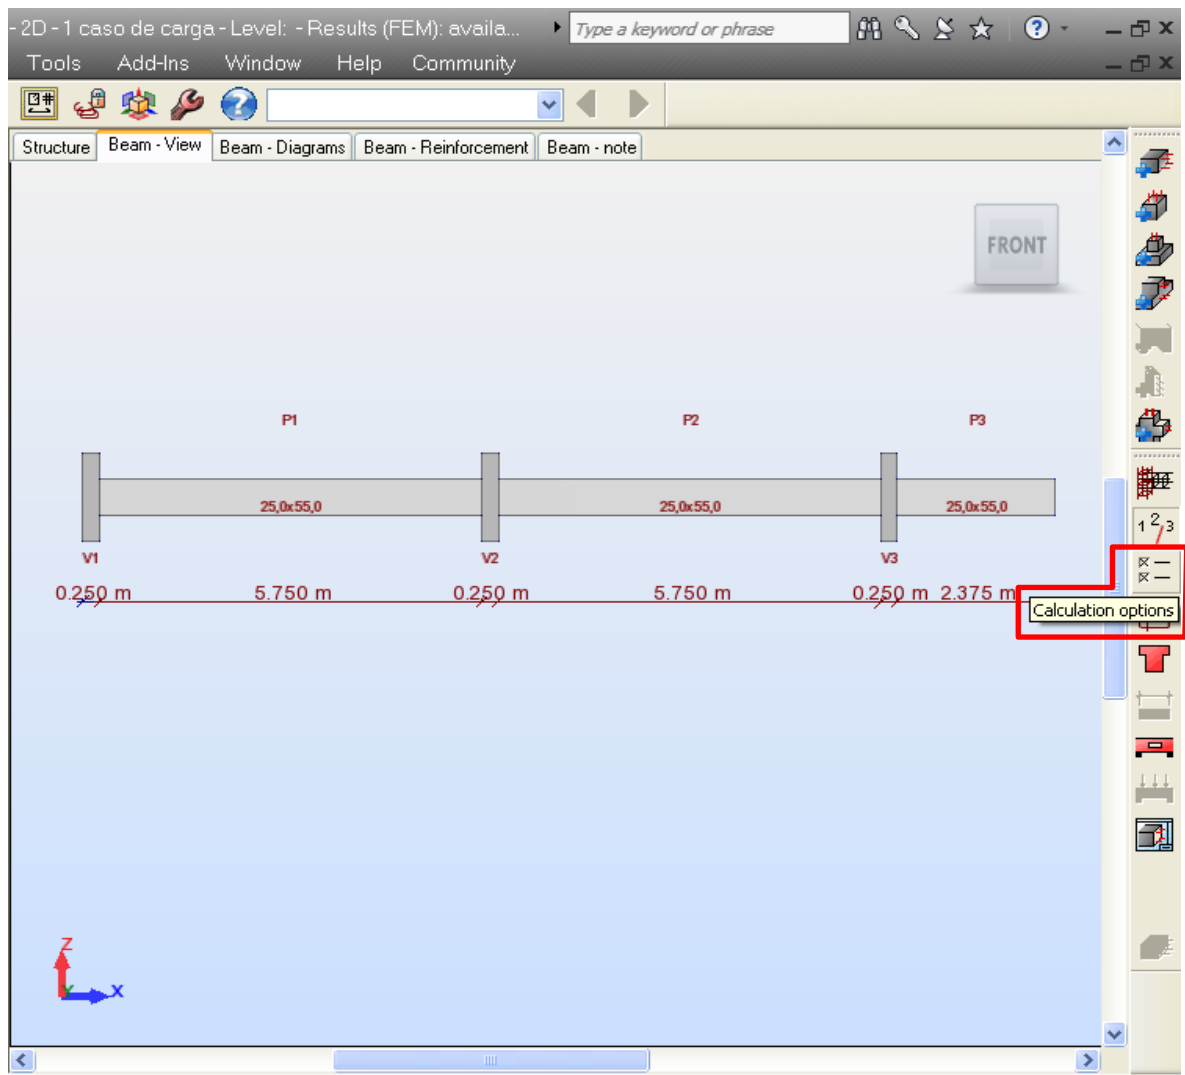 - 2D - 1 caso de carga - Level: - Results (FEM): availa... Type a keyword or phrase
Tools Add-Ins Window Help Community
Structure Beam - View Beam - Diagrams Beam - Reinforcement Beam - note
FRONT
P1 P2 P3
25,0x55,0 25,0x55,0 25,0x55,0
V1 V2 V3
0.250 m 5.750 m 0.250 m 5.750 m 0.250 m 2.375 m
1 2/3
Calculation options
Z
Y X